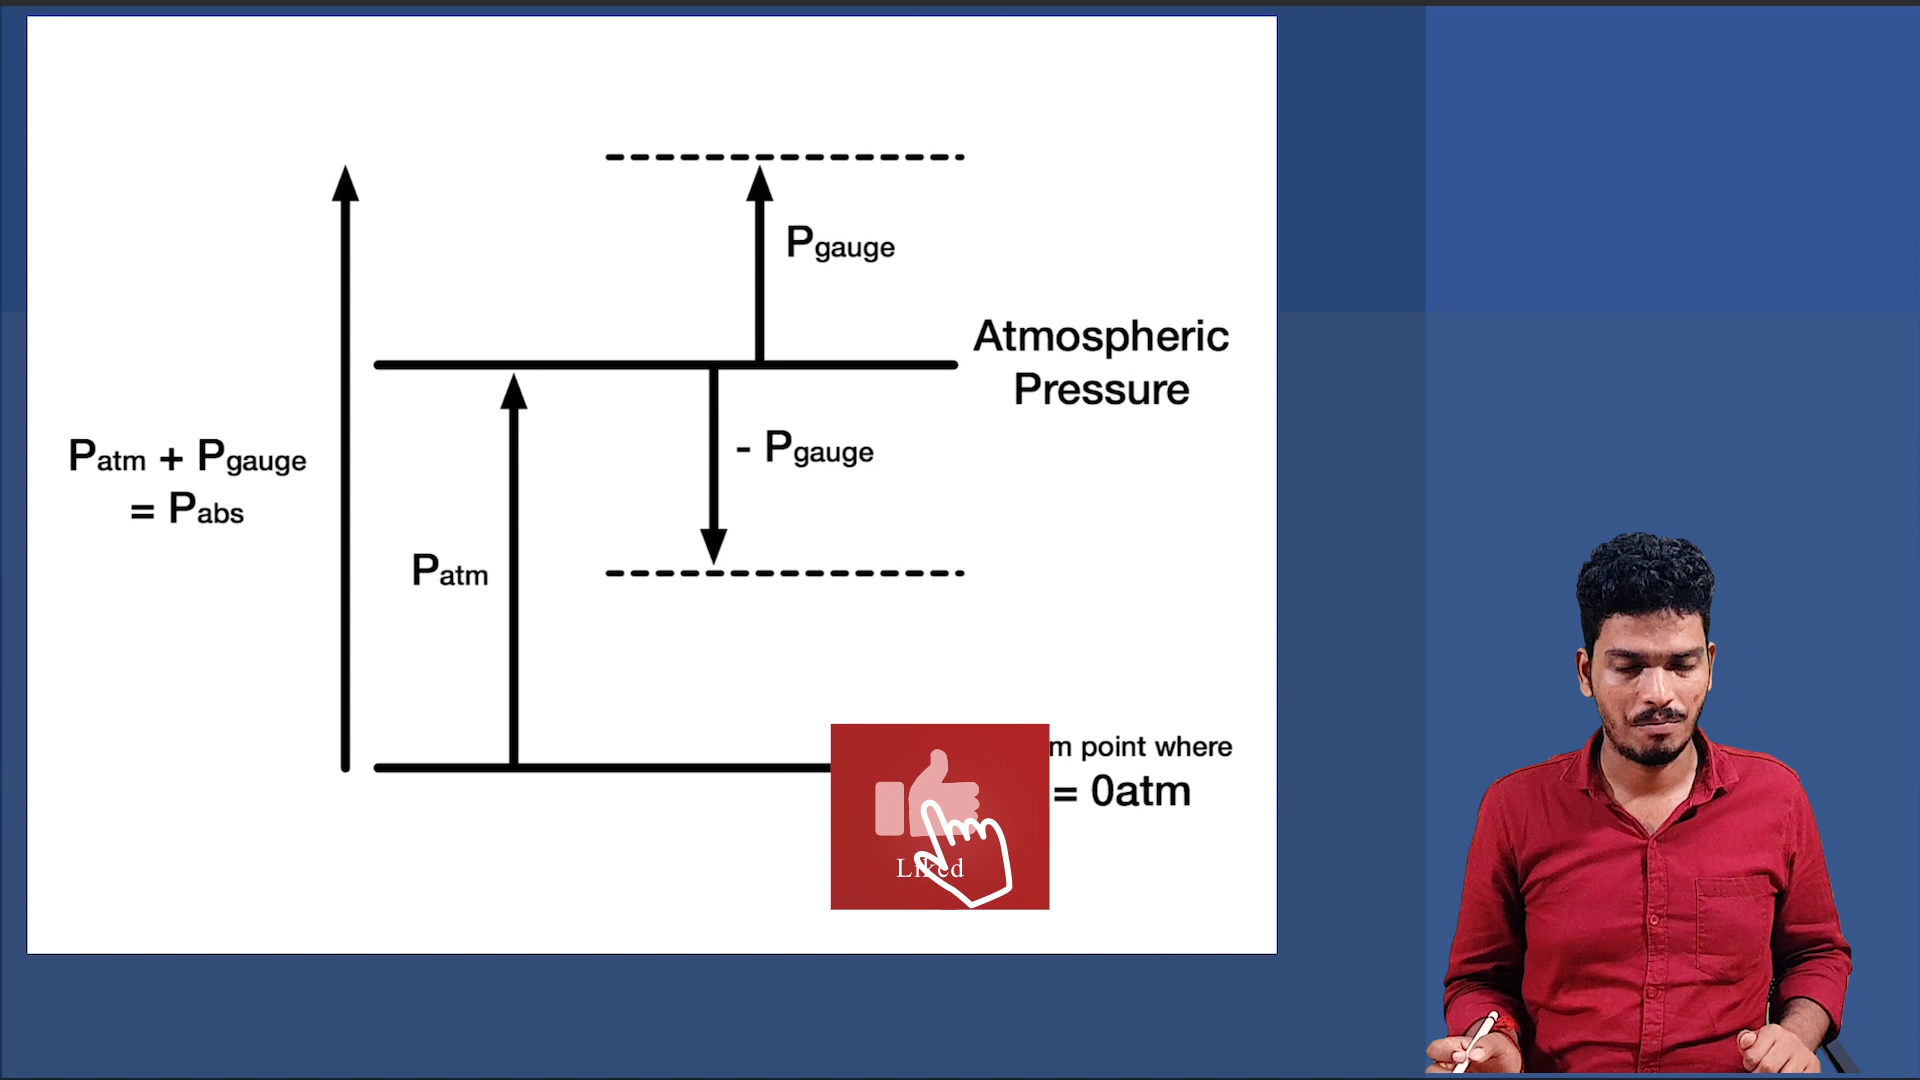 Pgauge
Atmospheric
Pressure
- Pgauge
Patm + Pgauge
= Pabs
Patm
point where
= 0atm
Liked